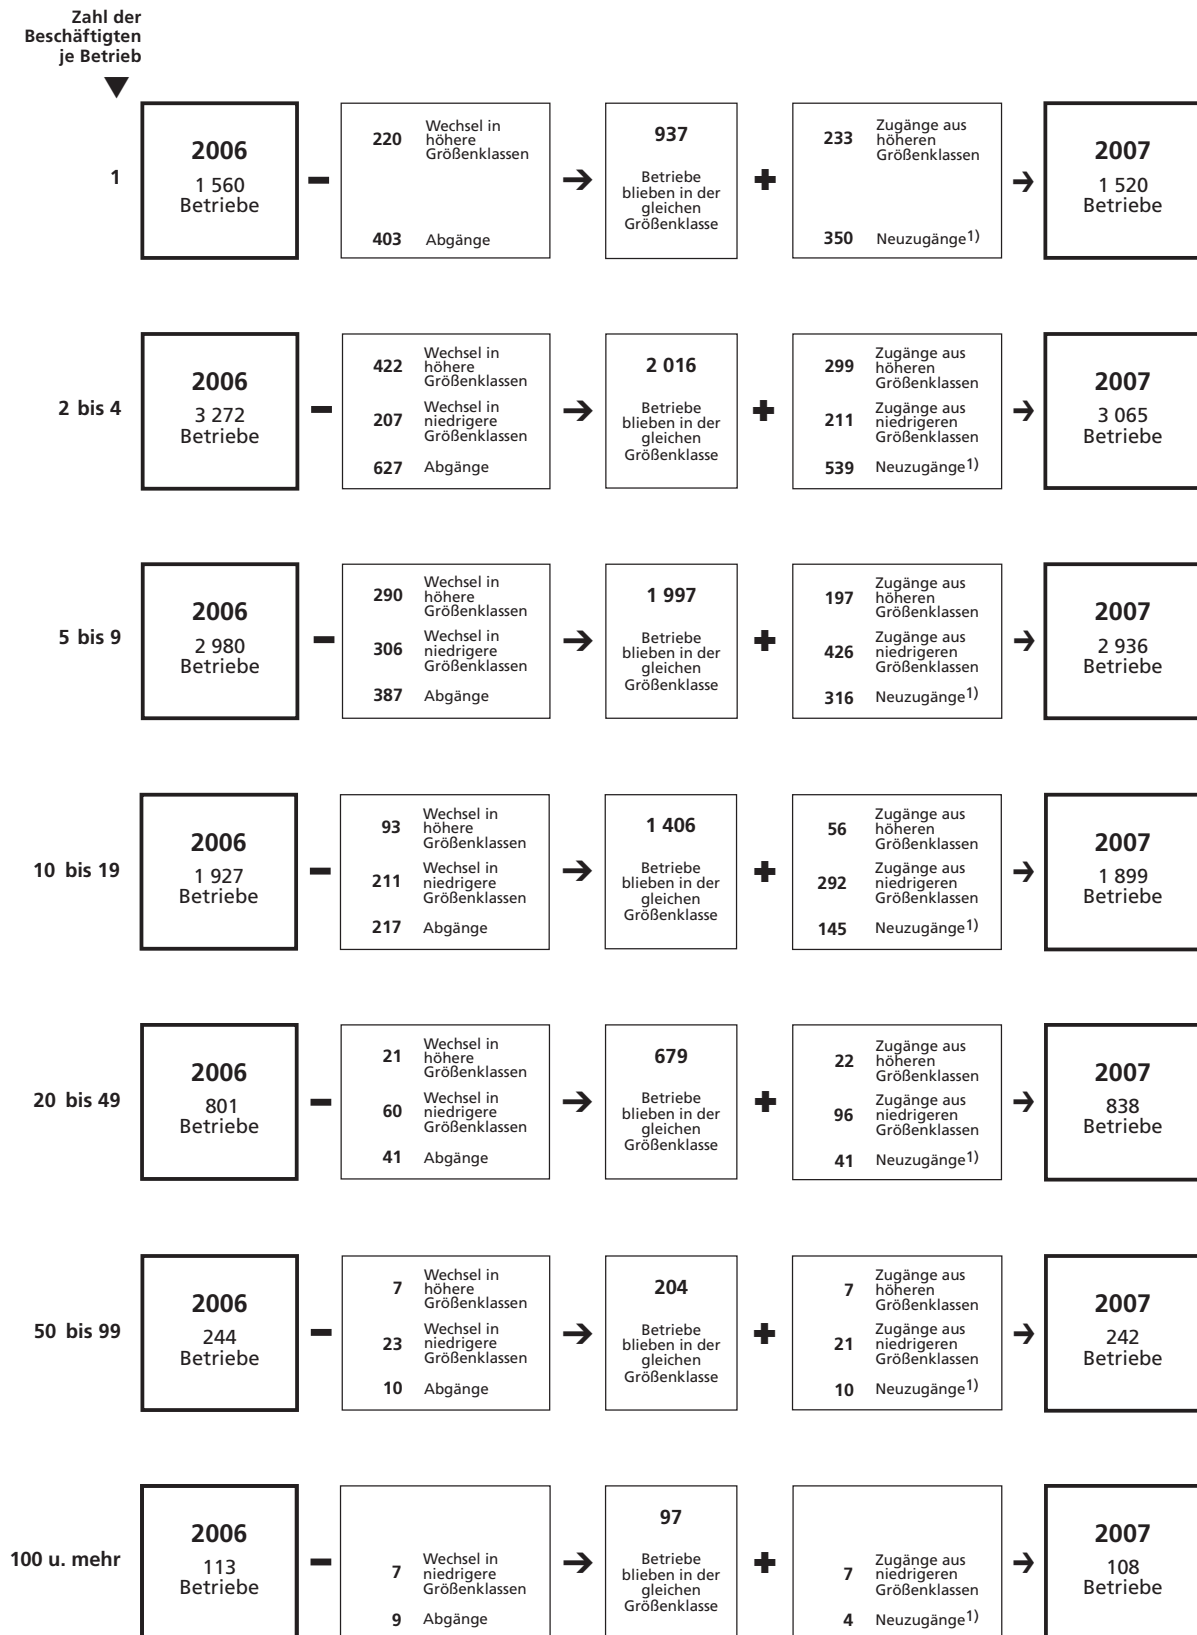 Zahl der
Beschäftigten
je Betrieb
1
2006
1 560
Betriebe
220 Wechsel in
höhere
Größenklassen
403 Abgänge
937
Betriebe
blieben in der
gleichen
Größenklasse
233 Zugänge aus
höheren
Größenklassen
350 Neuzugänge1)
2007
1 520
Betriebe
2 bis 4
2006
3 272
Betriebe
422 Wechsel in
höhere
Größenklassen
207 Wechsel in
niedrigere
Größenklassen
627 Abgänge
2 016
Betriebe
blieben in der
gleichen
Größenklasse
299 Zugänge aus
höheren
Größenklassen
211 Zugänge aus
niedrigeren
Größenklassen
539 Neuzugänge1)
2007
3 065
Betriebe
5 bis 9
2006
2 980
Betriebe
290 Wechsel in
höhere
Größenklassen
306 Wechsel in
niedrigere
Größenklassen
387 Abgänge
1 997
Betriebe
blieben in der
gleichen
Größenklasse
197 Zugänge aus
höheren
Größenklassen
426 Zugänge aus
niedrigeren
Größenklassen
316 Neuzugänge1)
2007
2 936
Betriebe
10 bis 19
2006
1 927
Betriebe
93 Wechsel in
höhere
Größenklassen
211 Wechsel in
niedrigere
Größenklassen
217 Abgänge
1 406
Betriebe
blieben in der
gleichen
Größenklasse
56 Zugänge aus
höheren
Größenklassen
292 Zugänge aus
niedrigeren
Größenklassen
145 Neuzugänge1)
2007
1 899
Betriebe
20 bis 49
2006
801
Betriebe
21 Wechsel in
höhere
Größenklassen
60 Wechsel in
niedrigere
Größenklassen
41 Abgänge
679
Betriebe
blieben in der
gleichen
Größenklasse
22 Zugänge aus
höheren
Größenklassen
96 Zugänge aus
niedrigeren
Größenklassen
41 Neuzugänge1)
2007
838
Betriebe
50 bis 99
2006
244
Betriebe
7 Wechsel in
höhere
Größenklassen
23 Wechsel in
niedrigere
Größenklassen
10 Abgänge
204
Betriebe
blieben in der
gleichen
Größenklasse
7 Zugänge aus
höheren
Größenklassen
21 Zugänge aus
niedrigeren
Größenklassen
10 Neuzugänge1)
2007
242
Betriebe
100 u. mehr
2006
113
Betriebe
7 Wechsel in
niedrigere
Größenklassen
9 Abgänge
97
Betriebe
blieben in der
gleichen
Größenklasse
7 Zugänge aus
niedrigeren
Größenklassen
4 Neuzugänge1)
2007
108
Betriebe